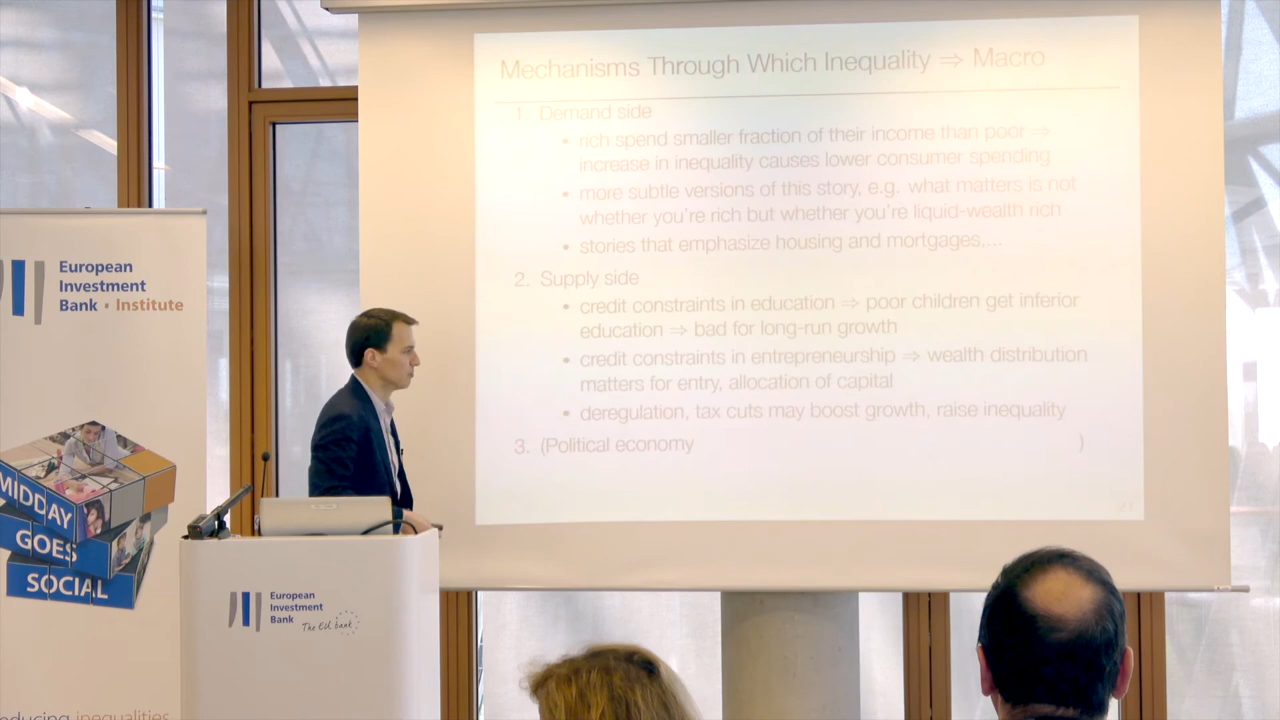 Mechanisms Through Which Inequality ⇒ Macro
1. Demand side
• rich spend smaller fraction of their income than poor ⇒
increase in inequality causes lower consumer spending
• more subtle versions of this story, e.g. what matters is not
whether you're rich but whether you're liquid-wealth rich
• stories that emphasize housing and mortgages,...
2. Supply side
• credit constraints in education ⇒ poor children get inferior
education ⇒ bad for long-run growth
• credit constraints in entrepreneurship ⇒ wealth distribution
matters for entry, allocation of capital
• deregulation, tax cuts may boost growth, raise inequality
3. (Political economy )
European
Investment
Bank • Institute
MIDDAY
GOES
SOCIAL
inequalities
European
Investment
Bank
The EU bank